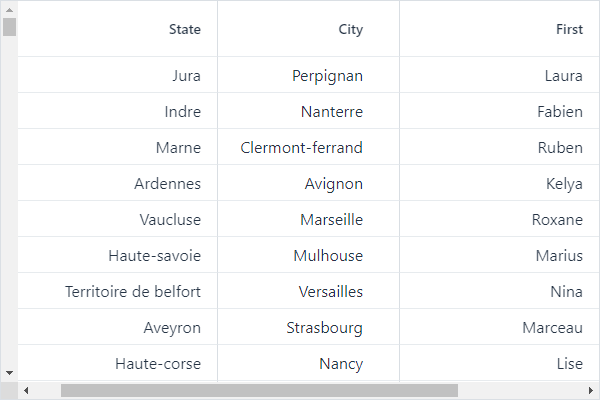 State City First
Jura Perpignan Laura
Indre Nanterre Fabien
Marne Clermont-ferrand Ruben
Ardennes Avignon Kelya
Vaucluse Marseille Roxane
Haute-savoie Mulhouse Marius
Territoire de belfort Versailles Nina
Aveyron Strasbourg Marceau
Haute-corse Nancy Lise